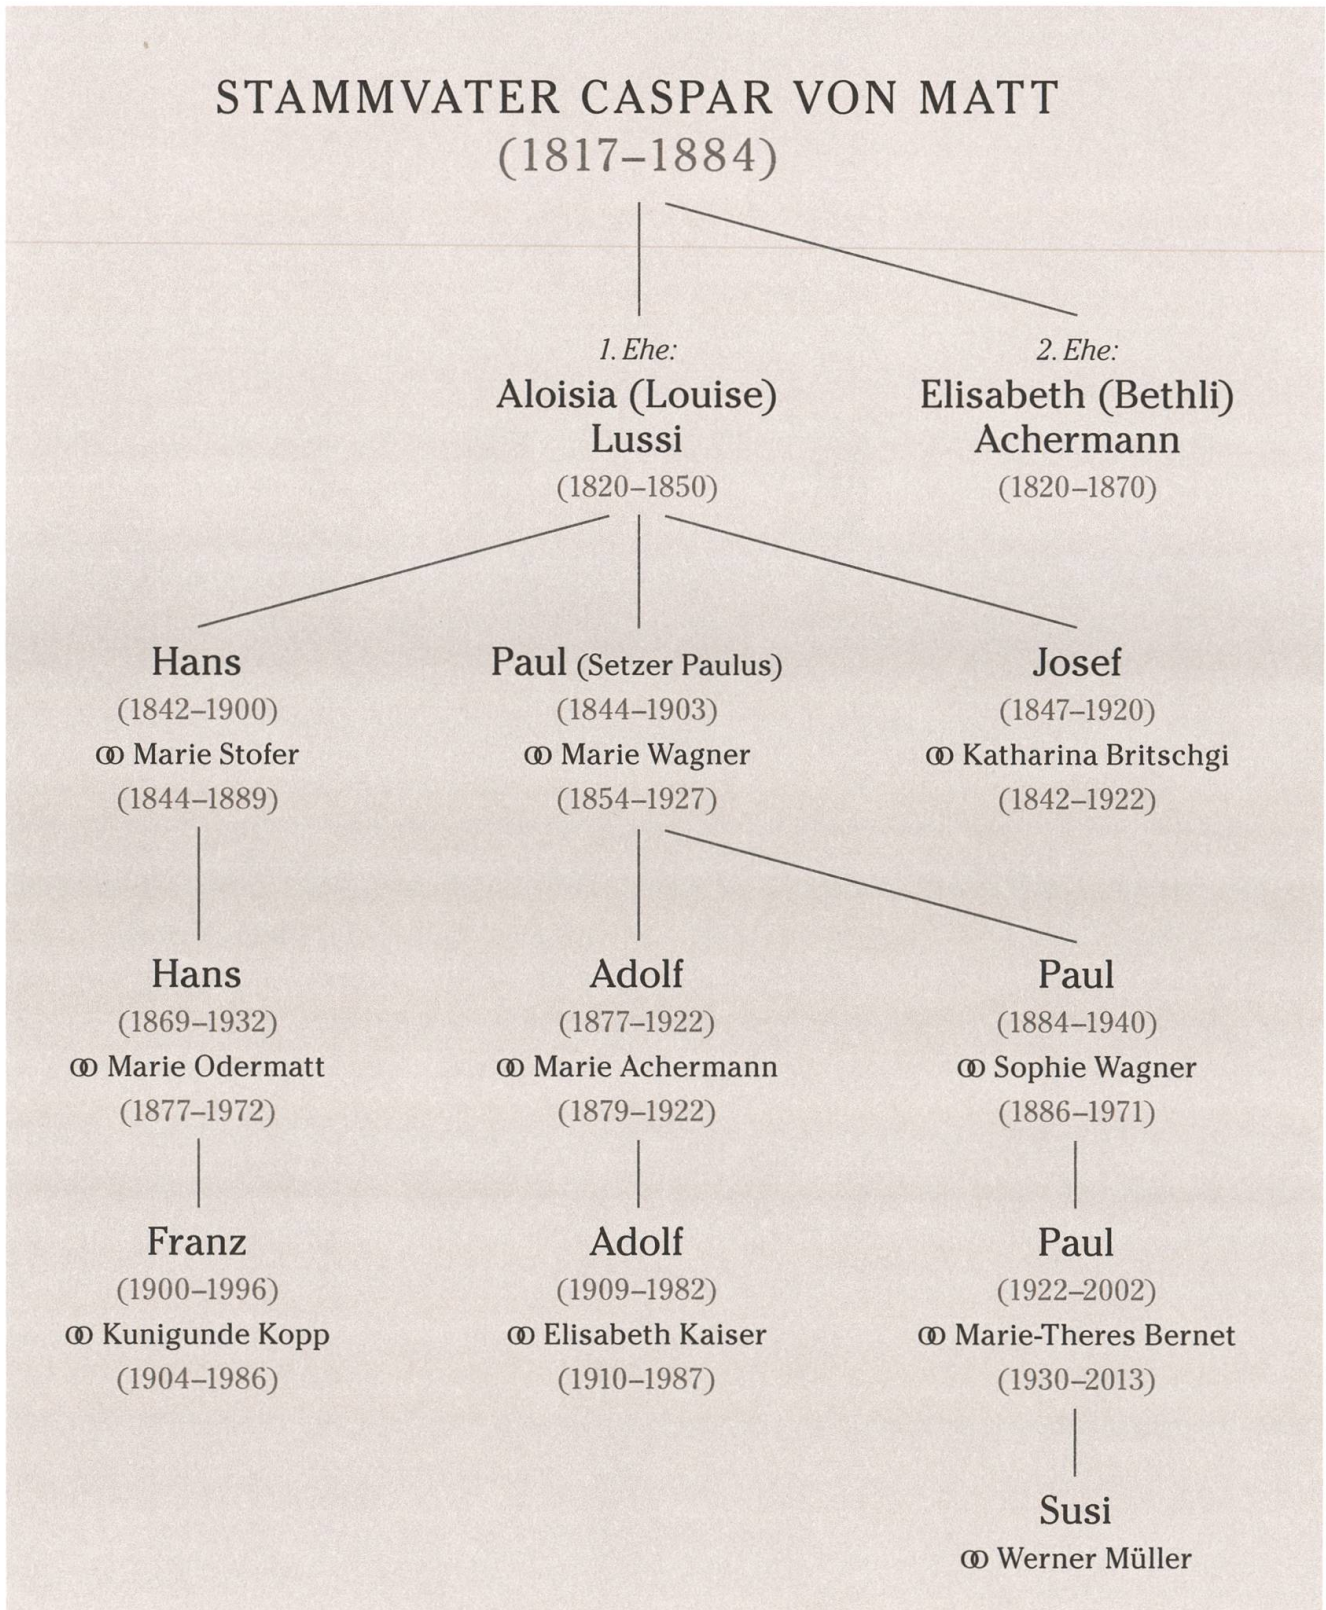 STAMMVATER CASPAR VON MATT
(1817–1884)
1. Ehe:
Aloisia (Louise)
Lussi
(1820–1850)
2. Ehe:
Elisabeth (Bethli)
Achermann
(1820–1870)
Hans
(1842–1900)
⚭ Marie Stofer
(1844–1889)
Paul (Setzer Paulus)
(1844–1903)
⚭ Marie Wagner
(1854–1927)
Josef
(1847–1920)
⚭ Katharina Britschgi
(1842–1922)
Hans
(1869–1932)
⚭ Marie Odermatt
(1877–1972)
Adolf
(1877–1922)
⚭ Marie Achermann
(1879–1922)
Paul
(1884–1940)
⚭ Sophie Wagner
(1886–1971)
Franz
(1900–1996)
⚭ Kunigunde Kopp
(1904–1986)
Adolf
(1909–1982)
⚭ Elisabeth Kaiser
(1910–1987)
Paul
(1922–2002)
⚭ Marie-Theres Bernet
(1930–2013)
Susi
⚭ Werner Müller